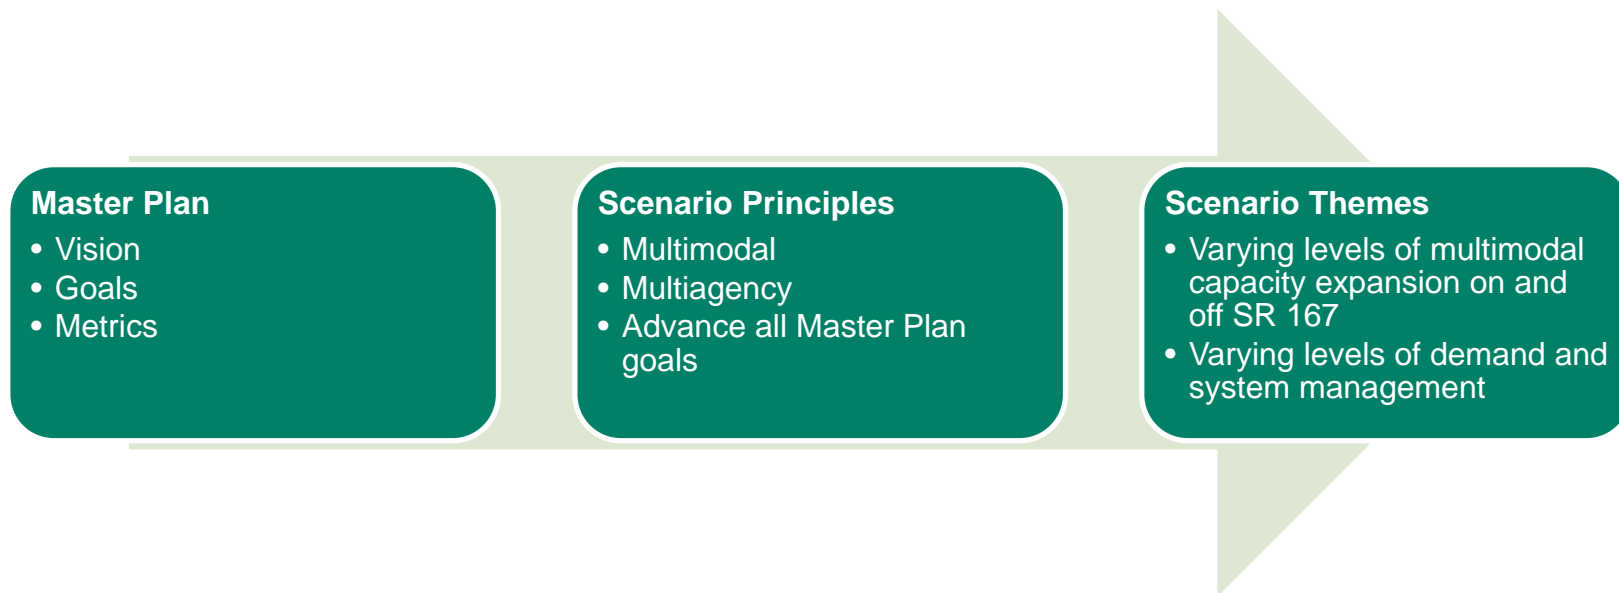 Master Plan
• Vision
• Goals
• Metrics
Scenario Principles
• Multimodal
• Multiagency
• Advance all Master Plan
goals
Scenario Themes
• Varying levels of multimodal
capacity expansion on and
off SR 167
• Varying levels of demand and
system management